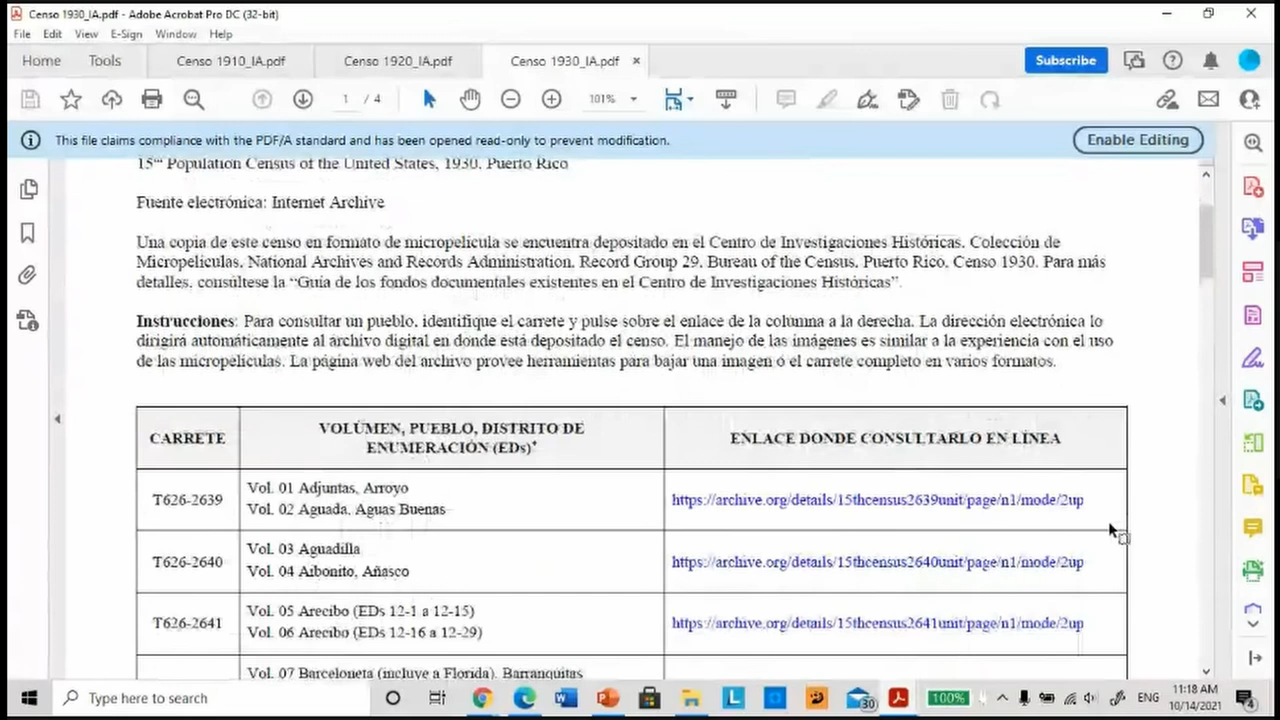 Censo 1930_IA.pdf - Adobe Acrobat Pro DC (32-bit)
File Edit View E-Sign Window Help
Home Tools Censo 1910_IA.pdf Censo 1920_IA.pdf Censo 1930_IA.pdf × Subscribe
1 / 4 101%
This file claims compliance with the PDF/A standard and has been opened read-only to prevent modification. Enable Editing
15th Population Census of the United States, 1930. Puerto Rico
Fuente electrónica: Internet Archive
Una copia de este censo en formato de micropelícula se encuentra depositado en el Centro de Investigaciones Históricas. Colección de
Micropelículas. National Archives and Records Administration. Record Group 29. Bureau of the Census. Puerto Rico. Censo 1930. Para más
detalles, consúltese la “Guía de los fondos documentales existentes en el Centro de Investigaciones Históricas”.
Instrucciones: Para consultar un pueblo, identifique el carrete y pulse sobre el enlace de la columna a la derecha. La dirección electrónica lo
dirigirá automáticamente al archivo digital en donde está depositado el censo. El manejo de las imágenes es similar a la experiencia con el uso
de las micropelículas. La página web del archivo provee herramientas para bajar una imagen ó el carrete completo en varios formatos.
CARRETE
VOLÚMEN, PUEBLO, DISTRITO DE
ENUMERACIÓN (EDs)*
ENLACE DONDE CONSULTARLO EN LÍNEA
T626-2639
Vol. 01 Adjuntas, Arroyo
Vol. 02 Aguada, Aguas Buenas
https://archive.org/details/15thcensus2639unit/page/n1/mode/2up
T626-2640
Vol. 03 Aguadilla
Vol. 04 Aibonito, Añasco
https://archive.org/details/15thcensus2640unit/page/n1/mode/2up
T626-2641
Vol. 05 Arecibo (EDs 12-1 a 12-15)
Vol. 06 Arecibo (EDs 12-16 a 12-29)
https://archive.org/details/15thcensus2641unit/page/n1/mode/2up
Vol. 07 Barceloneta (incluye a Florida), Barranquitas
Type here to search
30
100%
ENG
11:18 AM
10/14/2021
4